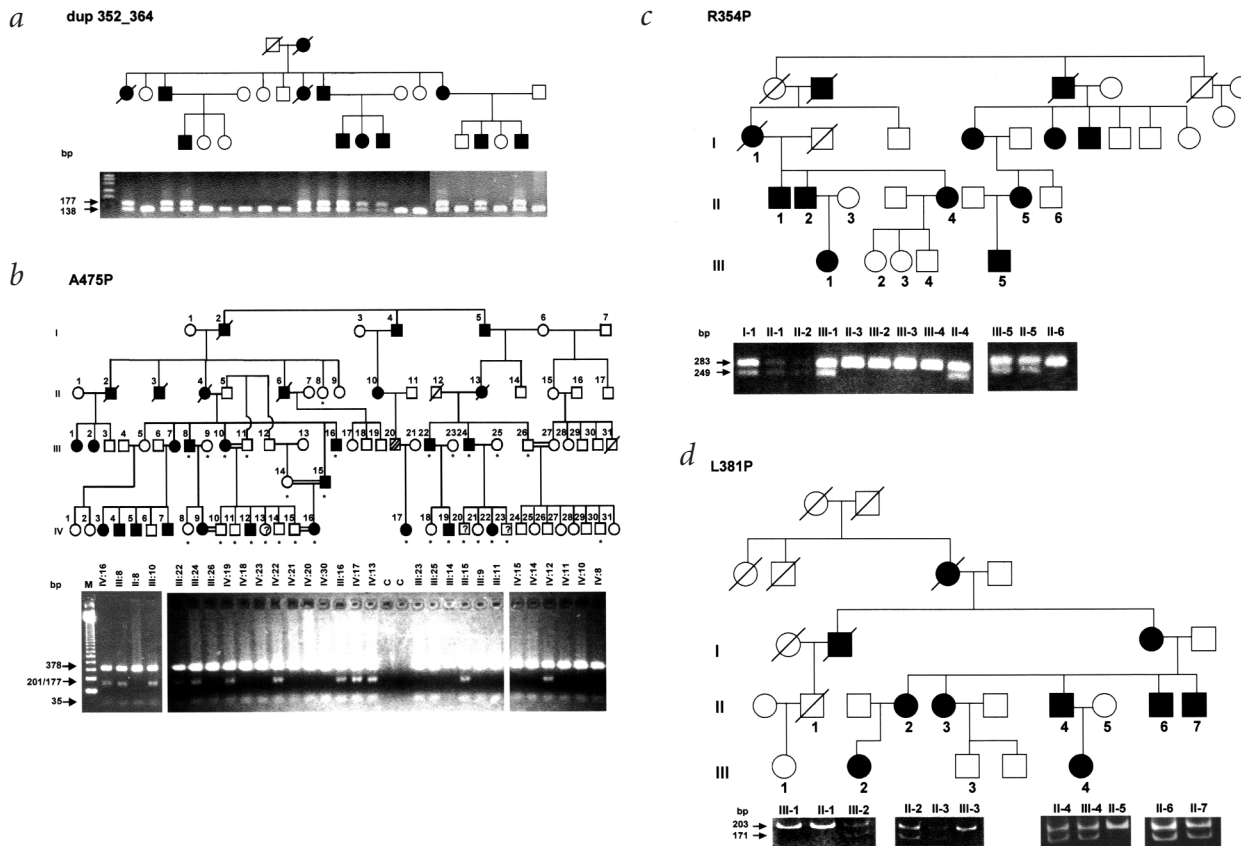 a
dup 352_364
bp
177
138
b
A475P
1 2 3 4 5 6 7
I
1 2 3 4 5 6 7 8 9 10 11 12 13 14 15 16 17
II
*
1 2 3 4 5 6 7 8 9 10 11 12 13 16 17 18 19 20 21 22 23 24 25 26 27 28 29 30 31
III
* * * * * * * * * *
14 15
* *
1 2 3 4 5 6 7 8 9 10 11 12 13 14 15 16 17 18 19 20 21 22 23 24 25 26 27 28 29 30 31
IV
? ? ?
* * * * * * * * * * * * * * * * *
bp M IV:16 III:8 II:8 III:10 III:22 III:24 III:26 IV:19 IV:18 IV:23 IV:22 IV:21 IV:20 IV:30 III:16 IV:17 IV:13 C C III:23 III:25 III:14 III:15 III:9 III:11 IV:15 IV:14 IV:12 IV:11 IV:10 IV:8
378
201/177
35
c
R354P
I
1
II
1 2 3 4 5 6
III
1 2 3 4 5
bp I-1 II-1 II-2 III-1 II-3 III-2 III-3 III-4 II-4 III-5 II-5 II-6
283
249
d
L381P
I
II
1 2 3 4 5 6 7
III
1 2 3 4
bp III-1 II-1 III-2 II-2 II-3 III-3 II-4 III-4 II-5 II-6 II-7
203
171